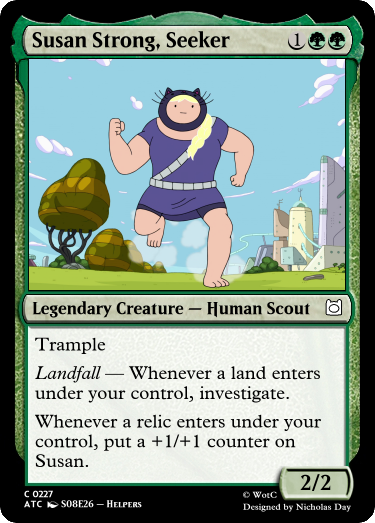 Susan Strong, Seeker 1
Legendary Creature — Human Scout
Trample
Landfall — Whenever a land enters
under your control, investigate.
Whenever a relic enters under your
control, put a +1/+1 counter on
Susan.
2/2
C 0227
ATC S08E26 – Helpers
© WotC
Designed by Nicholas Day